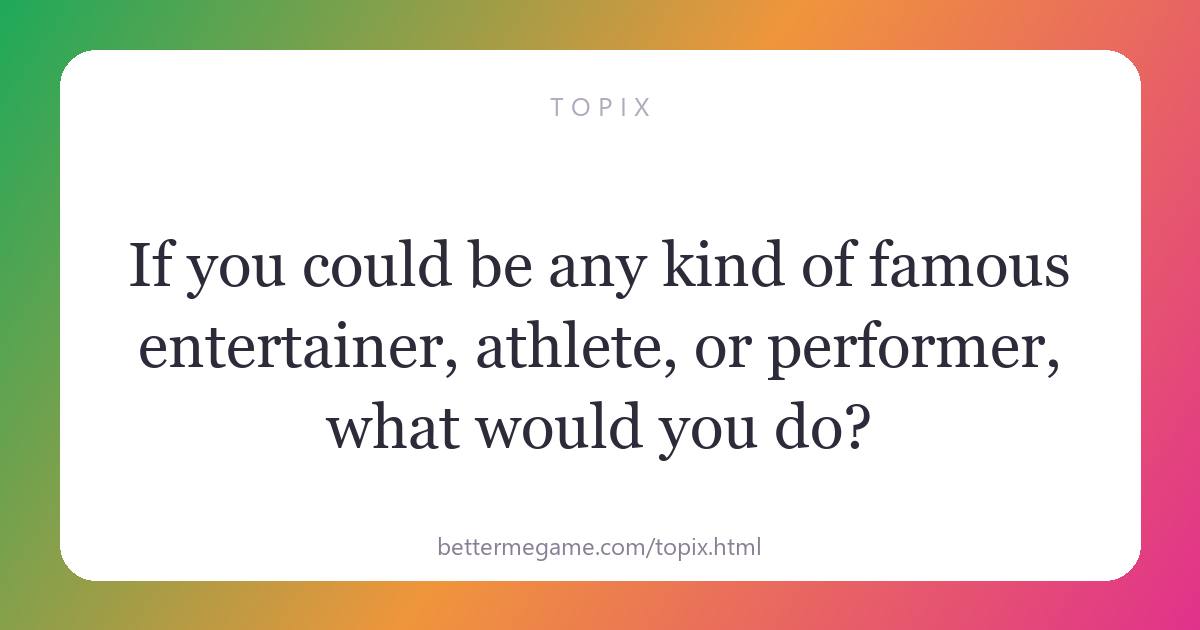 TOPIX
If you could be any kind of famous
entertainer, athlete, or performer,
what would you do?
bettermegame.com/topix.html